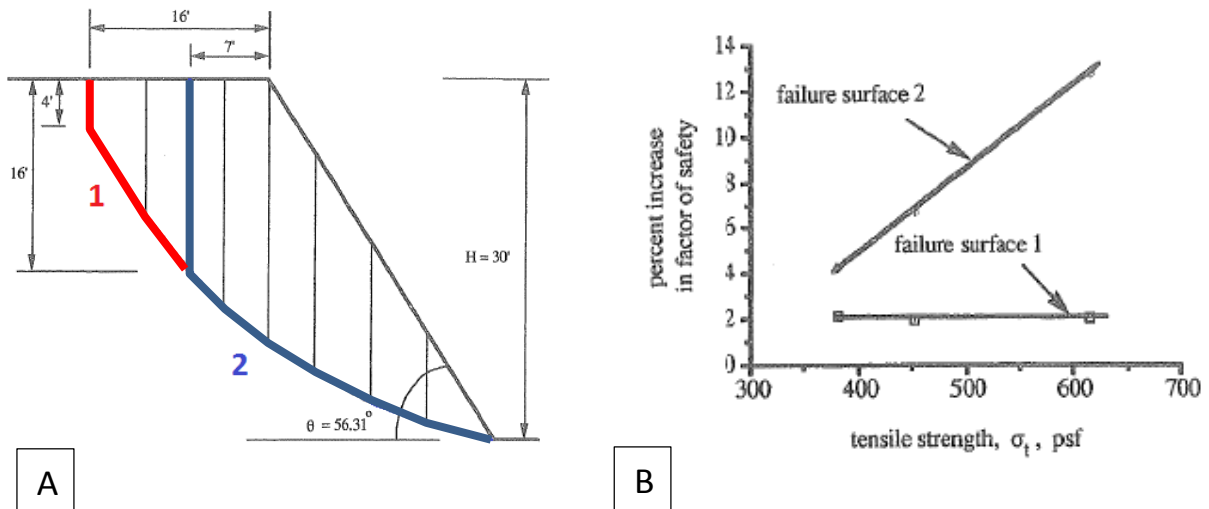 16'
7'
4'
16'
1
2
H = 30'
θ = 56.31°
A
14
12
10
8
6
4
2
0
percent increase
in factor of safety
failure surface 2
failure surface 1
300
400
500
600
700
tensile strength, σt , psf
B